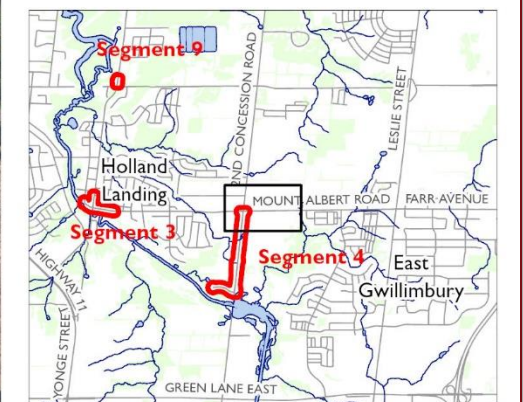 Segment 9
2ND CONCESSION ROAD
LESLIE STREET
Holland
Landing
MOUNT ALBERT ROAD
FARR AVENUE
Segment 3
Segment 4
East
Gwillimbury
HIGHWAY 11
YONGE STREET
GREEN LANE EAST